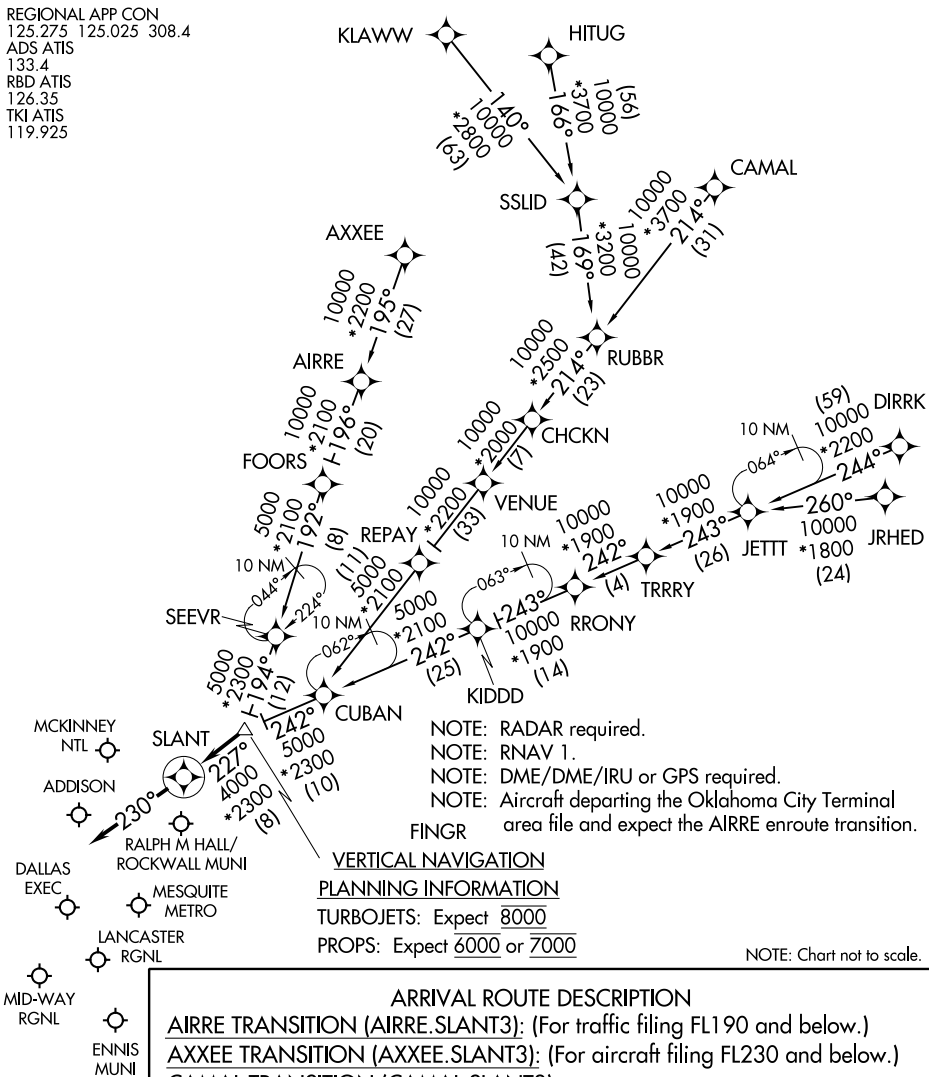 REGIONAL APP CON
125.275 125.025 308.4
ADS ATIS
133.4
RBD ATIS
126.35
TKI ATIS
119.925
KLAWW
HITUG
140°
10000
*2800
(63)
(56)
10000
*3700
166°
SSLID
CAMAL
10000
*3700
214°
(31)
10000
*3200
169°
(42)
RUBBR
AXXEE
10000
*2200
195°
(27)
AIRRE
10000
*2100
196°
(20)
FOORS
10000
*2500
214°
(23)
CHCKN
10000
*2000
(7)
VENUE
10000
*2200
(33)
REPAY
5000
*2100
192°
(8)
10 NM
044°
224°
SEEVR
(11)
5000
*2100
10 NM
062°
CUBAN
5000
*2300
194°
(12)
(59)
10000
*2200
244°
DIRRK
10 NM
064°
260°
10000
*1800
(24)
JRHED
JETTT
10000
*1900
243°
(26)
TRRRY
10000
*1900
242°
(4)
RRONY
10 NM
063°
243°
10000
*1900
(14)
KIDDD
5000
*2100
242°
(25)
242°
5000
*2300
(10)
SLANT
227°
4000
*2300
(8)
230°
FINGR
MCKINNEY
NTL
ADDISON
RALPH M HALL/
ROCKWALL MUNI
DALLAS
EXEC
MESQUITE
METRO
LANCASTER
RGNL
MID-WAY
RGNL
ENNIS
MUNI
NOTE: RADAR required.
NOTE: RNAV 1.
NOTE: DME/DME/IRU or GPS required.
NOTE: Aircraft departing the Oklahoma City Terminal
area file and expect the AIRRE enroute transition.
VERTICAL NAVIGATION
PLANNING INFORMATION
TURBOJETS: Expect 8000
PROPS: Expect 6000 or 7000
NOTE: Chart not to scale.
ARRIVAL ROUTE DESCRIPTION
AIRRE TRANSITION (AIRRE.SLANT3): (For traffic filing FL190 and below.)
AXXEE TRANSITION (AXXEE.SLANT3): (For aircraft filing FL230 and below.)